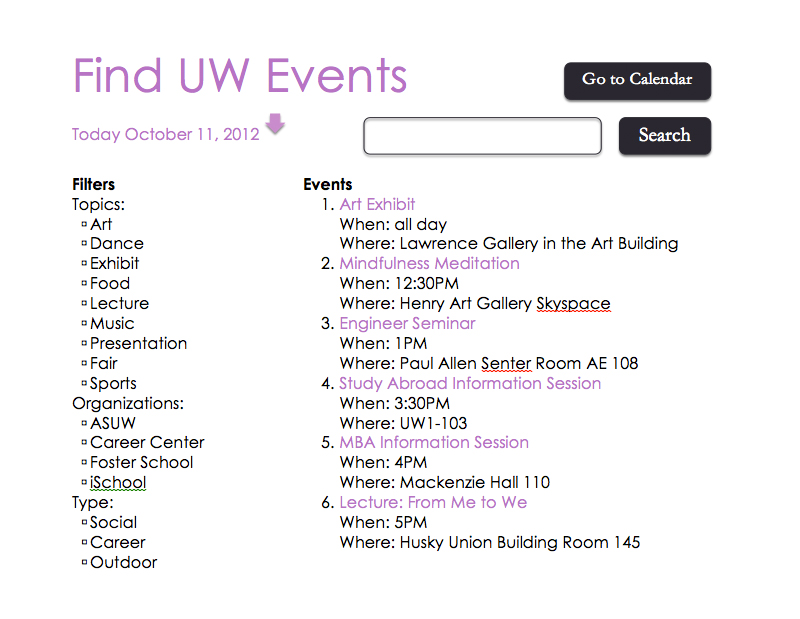 Find UW Events
Go to Calendar
Today October 11, 2012
Search
Filters
Topics:
Art
Dance
Exhibit
Food
Lecture
Music
Presentation
Fair
Sports
Organizations:
ASUW
Career Center
Foster School
iSchool
Type:
Social
Career
Outdoor
Events
1. Art Exhibit
When: all day
Where: Lawrence Gallery in the Art Building
2. Mindfulness Meditation
When: 12:30PM
Where: Henry Art Gallery Skyspace
3. Engineer Seminar
When: 1PM
Where: Paul Allen Senter Room AE 108
4. Study Abroad Information Session
When: 3:30PM
Where: UW1-103
5. MBA Information Session
When: 4PM
Where: Mackenzie Hall 110
6. Lecture: From Me to We
When: 5PM
Where: Husky Union Building Room 145